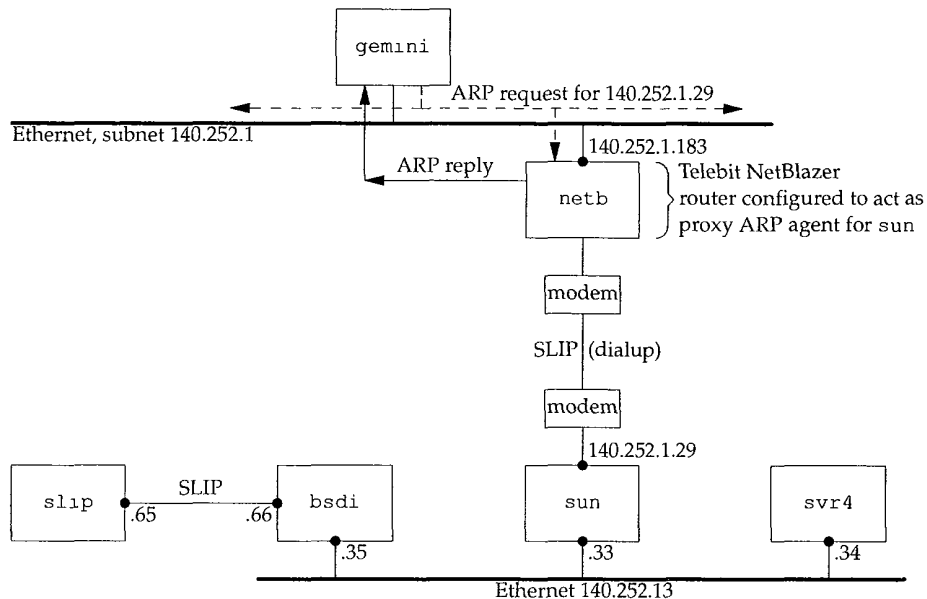 gemini
ARP request for 140.252.1.29
Ethernet, subnet 140.252.1
140.252.1.183
ARP reply
netb
Telebit NetBlazer
router configured to act as
proxy ARP agent for sun
modem
SLIP (dialup)
modem
140.252.1.29
slip
SLIP
.65
.66
bsdi
sun
svr4
.35
.33
.34
Ethernet 140.252.13